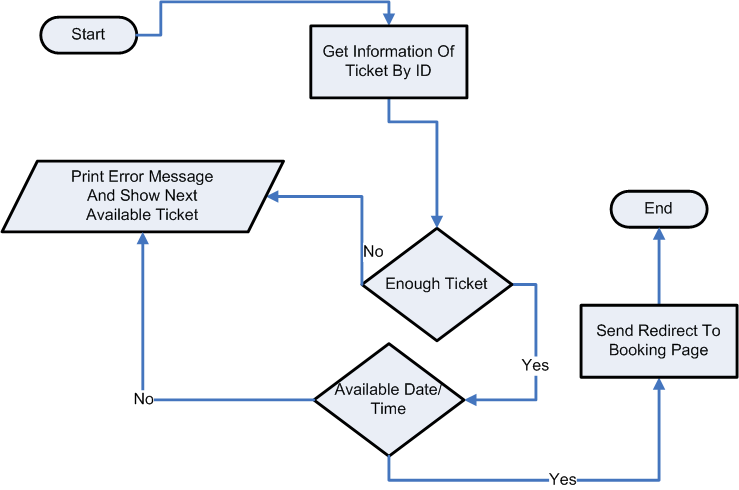 Start
Get Information Of
Ticket By ID
Print Error Message
And Show Next
Available Ticket
End
No
Enough Ticket
Send Redirect To
Booking Page
Yes
Available Date/
Time
No
Yes